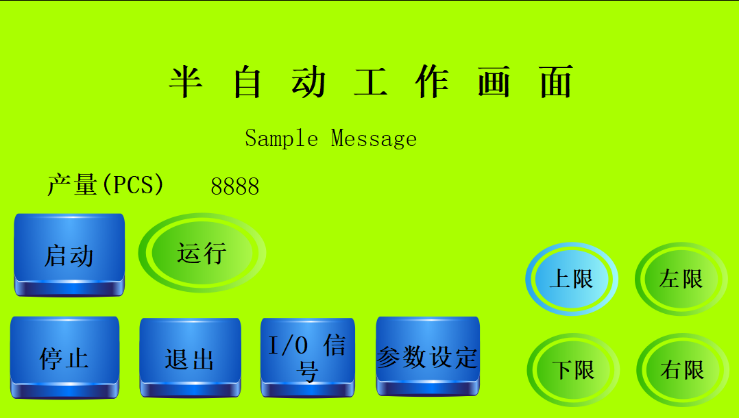 半自动工作画面
Sample Message
产量(PCS) 8888
启动
运行
上限
左限
停止
退出
I/O 信
号
参数设定
下限
右限